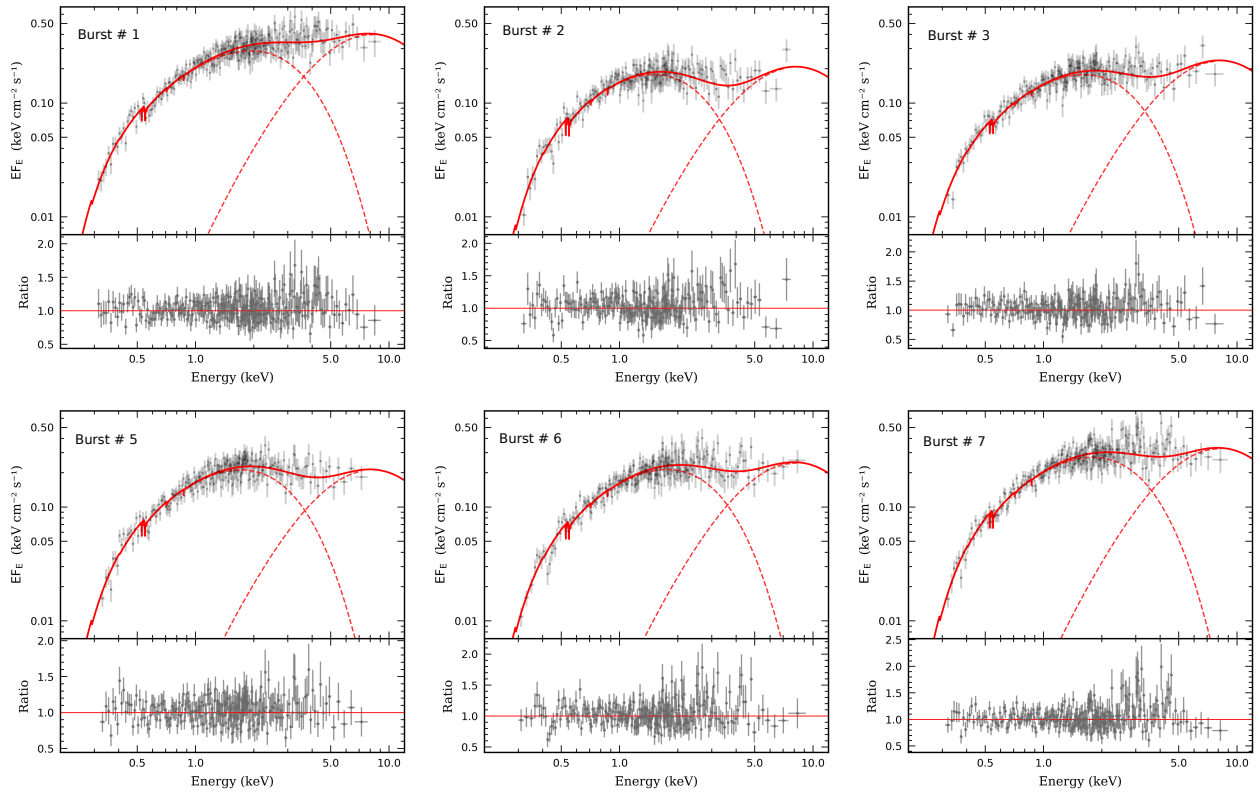 Burst # 1
0.50
0.10
0.05
0.01
EF_E (keV cm⁻² s⁻¹)
2.0
1.5
1.0
0.5
Ratio
0.5 1.0 5.0 10.0
Energy (keV)
Burst # 2
0.50
0.10
0.05
0.01
EF_E (keV cm⁻² s⁻¹)
2.0
1.5
1.0
0.5
Ratio
0.5 1.0 5.0 10.0
Energy (keV)
Burst # 3
0.50
0.10
0.05
0.01
EF_E (keV cm⁻² s⁻¹)
2.0
1.5
1.0
0.5
Ratio
0.5 1.0 5.0 10.0
Energy (keV)
Burst # 5
0.50
0.10
0.05
0.01
EF_E (keV cm⁻² s⁻¹)
2.0
1.5
1.0
0.5
Ratio
0.5 1.0 5.0 10.0
Energy (keV)
Burst # 6
0.50
0.10
0.05
0.01
EF_E (keV cm⁻² s⁻¹)
2.0
1.5
1.0
0.5
Ratio
0.5 1.0 5.0 10.0
Energy (keV)
Burst # 7
0.50
0.10
0.05
0.01
EF_E (keV cm⁻² s⁻¹)
2.5
2.0
1.5
1.0
0.5
Ratio
0.5 1.0 5.0 10.0
Energy (keV)